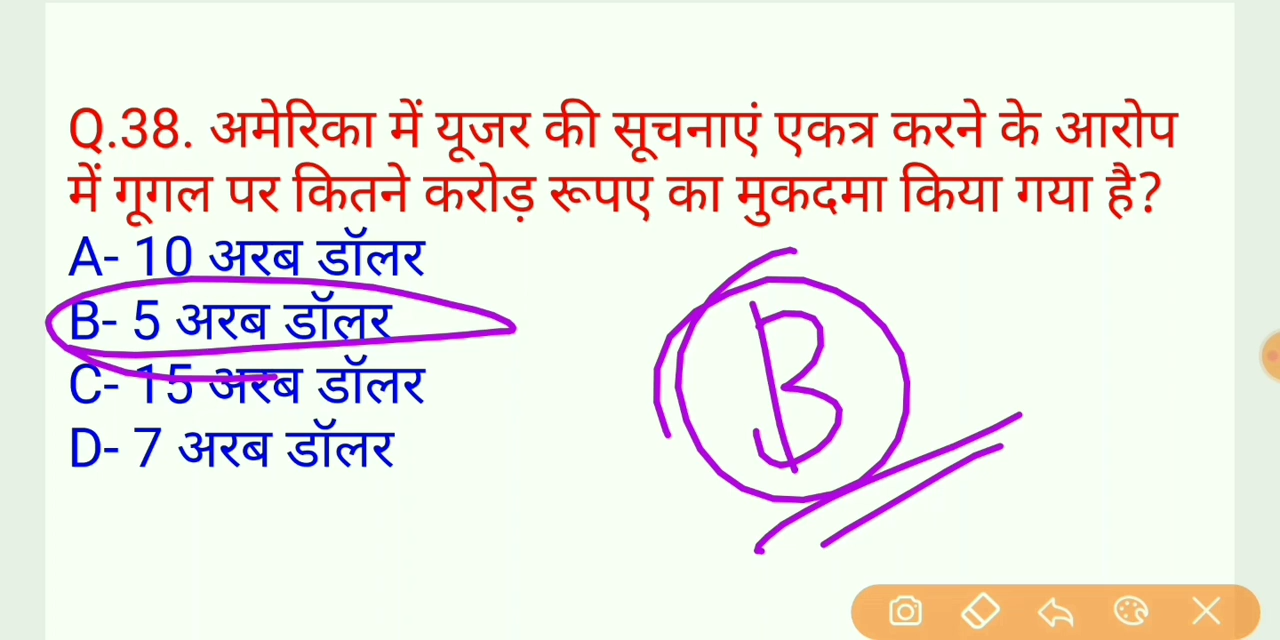 Q.38. अमेरिका में यूजर की सूचनाएं एकत्र करने के आरोप
में गूगल पर कितने करोड़ रूपए का मुकदमा किया गया है?
A- 10 अरब डॉलर
B- 5 अरब डॉलर
B
C- 15 अरब डॉलर
D- 7 अरब डॉलर